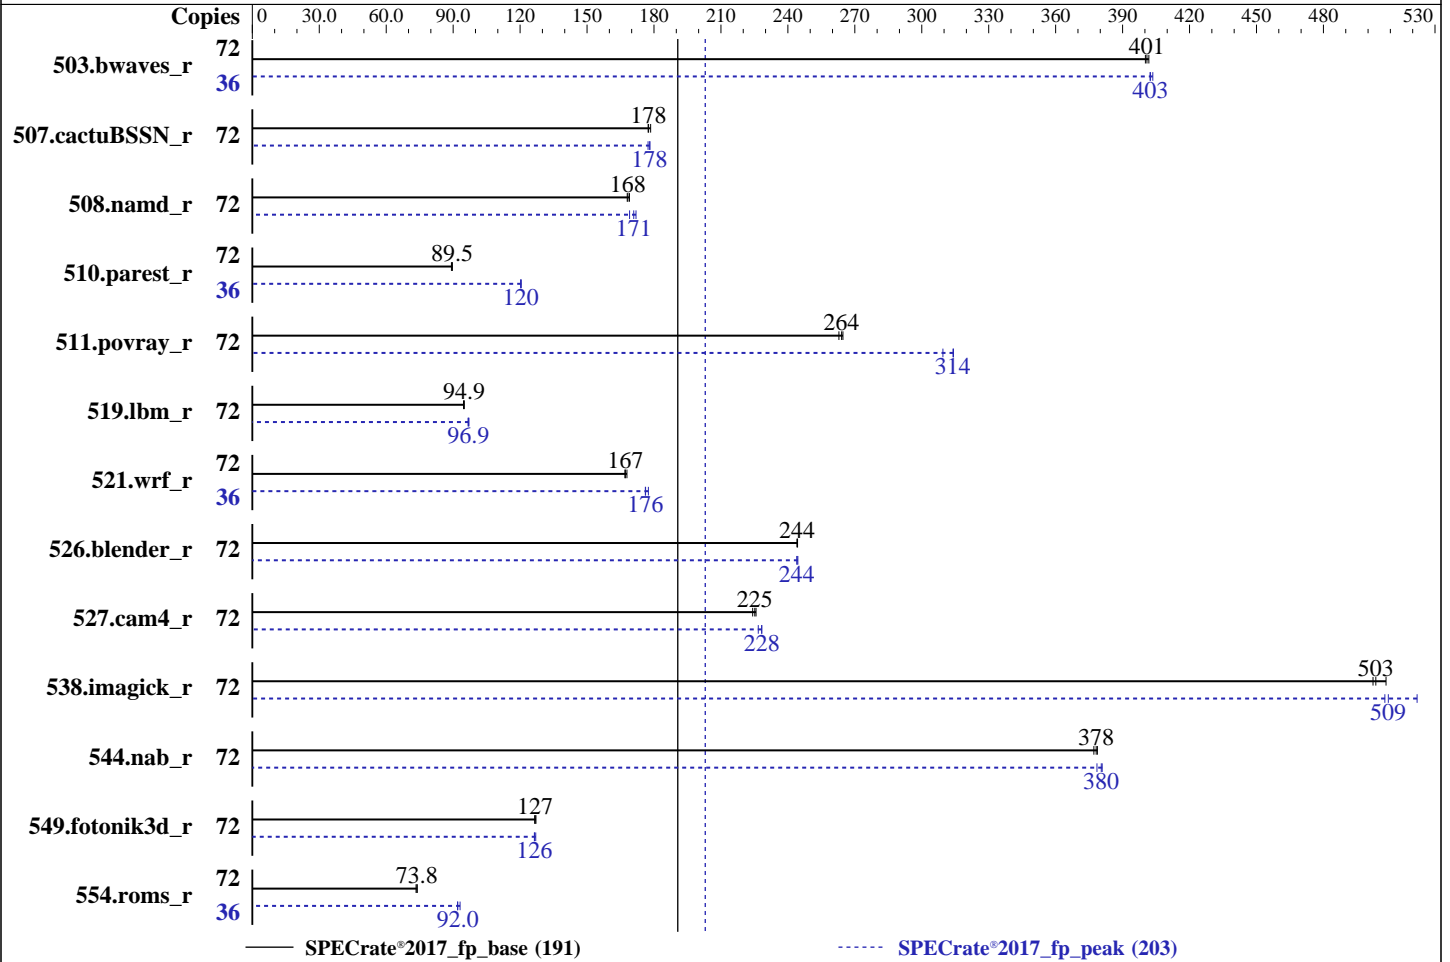 Copies 0 30.0 60.0 90.0 120 150 180 210 240 270 300 330 360 390 420 450 480 530
503.bwaves_r 72 401
36 403
507.cactuBSSN_r 72 178
178
508.namd_r 72 168
171
510.parest_r 72 89.5
36 120
511.povray_r 72 264
314
519.lbm_r 72 94.9
96.9
521.wrf_r 72 167
36 176
526.blender_r 72 244
244
527.cam4_r 72 225
228
538.imagick_r 72 503
509
544.nab_r 72 378
380
549.fotonik3d_r 72 127
126
554.roms_r 72 73.8
36 92.0
SPECrate®2017_fp_base (191) SPECrate®2017_fp_peak (203)